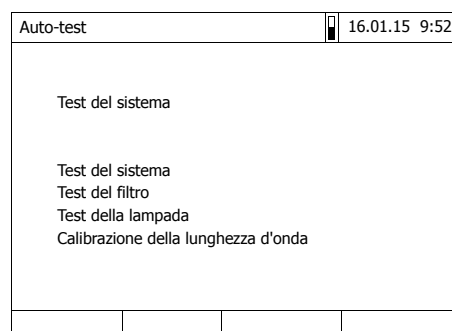 Auto-test 16.01.15 9:52
Test del sistema
Test del sistema
Test del filtro
Test della lampada
Calibrazione della lunghezza d'onda